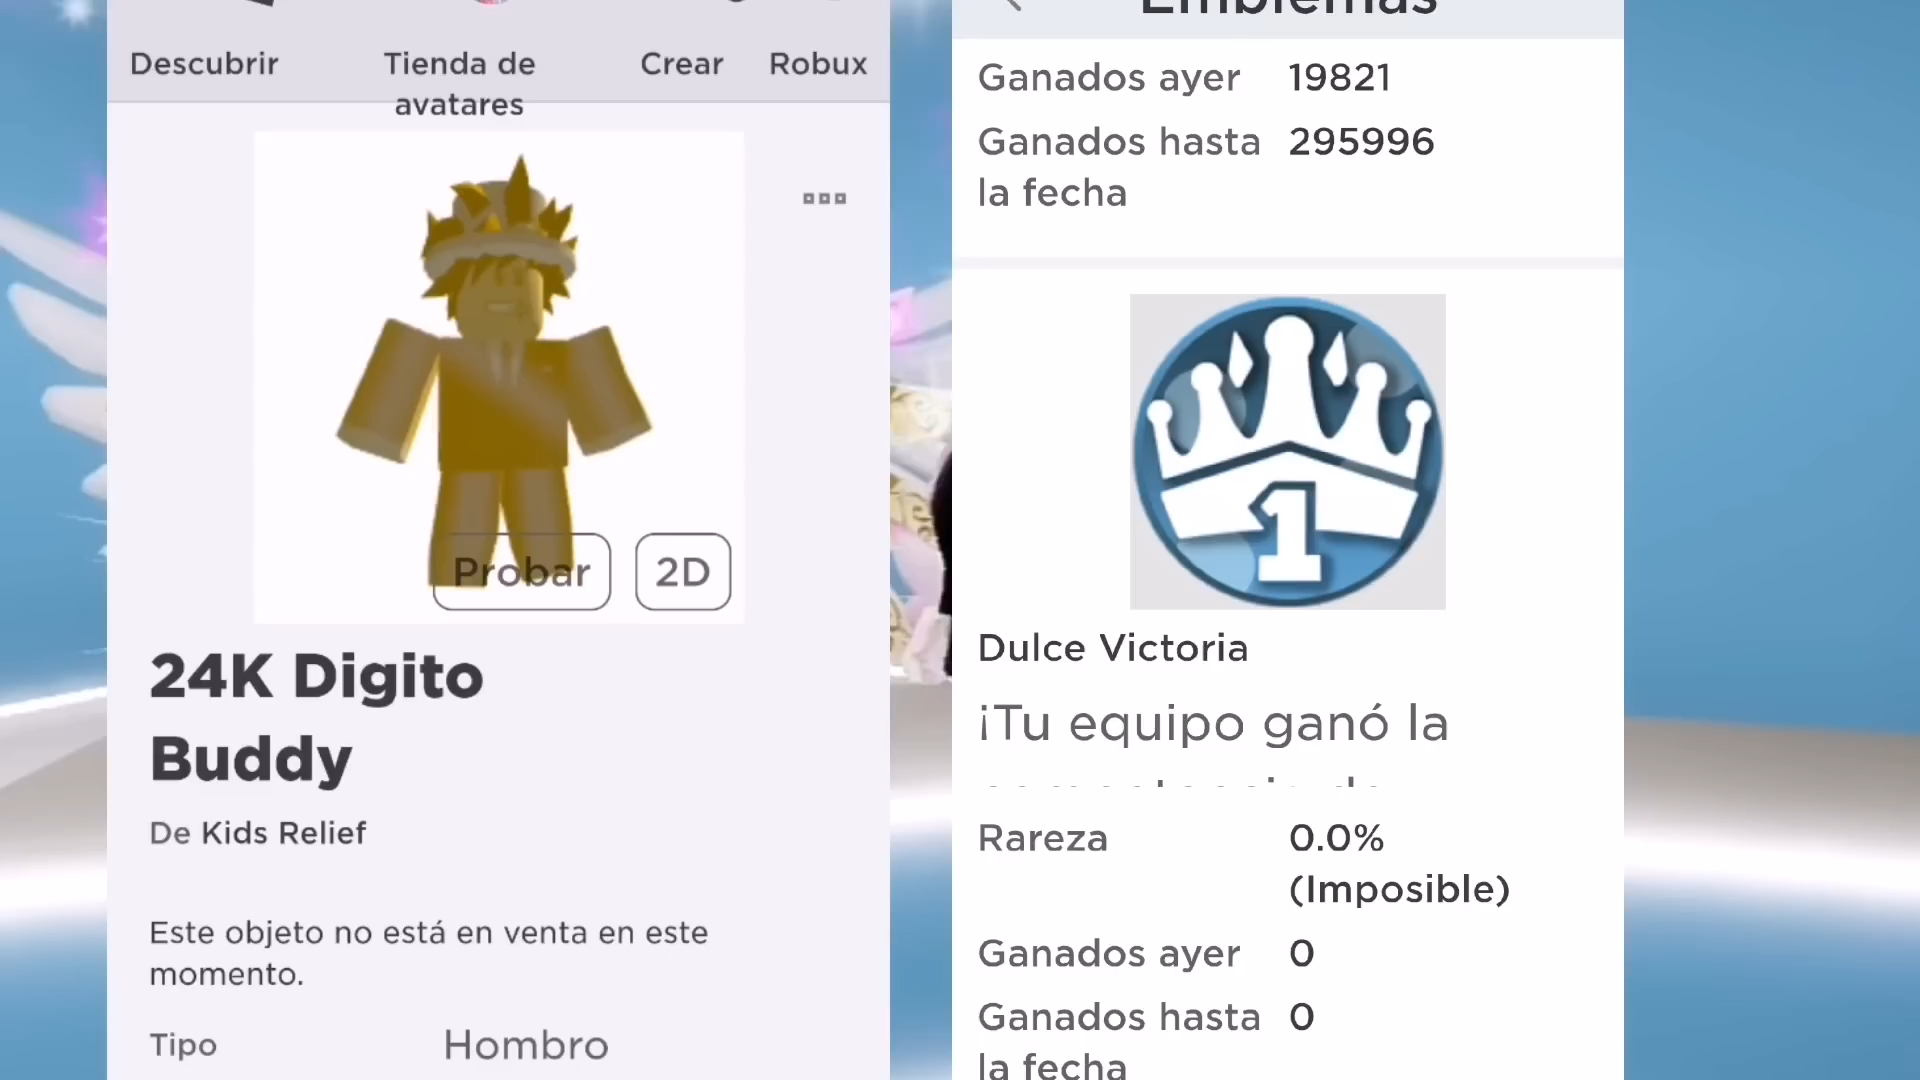 Descubrir
Tienda de
avatares
Crear
Robux
Probar
2D
24K Digito
Buddy
De Kids Relief
Este objeto no está en venta en este
momento.
Tipo Hombro
Emblemas
Ganados ayer 19821
Ganados hasta 295996
la fecha
1
Dulce Victoria
¡Tu equipo ganó la
Rareza 0.0%
(Imposible)
Ganados ayer 0
Ganados hasta 0
la fecha